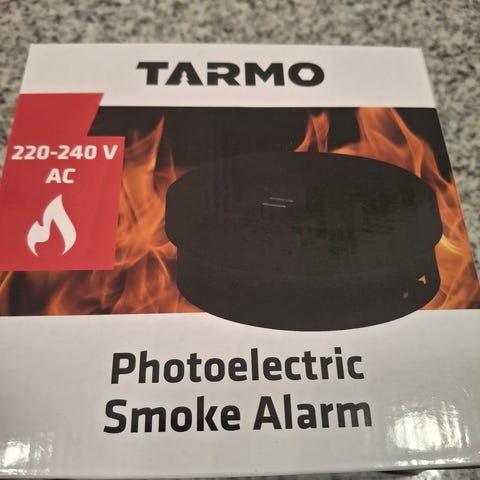 TARMO
220-240 V
AC
Photoelectric
Smoke Alarm